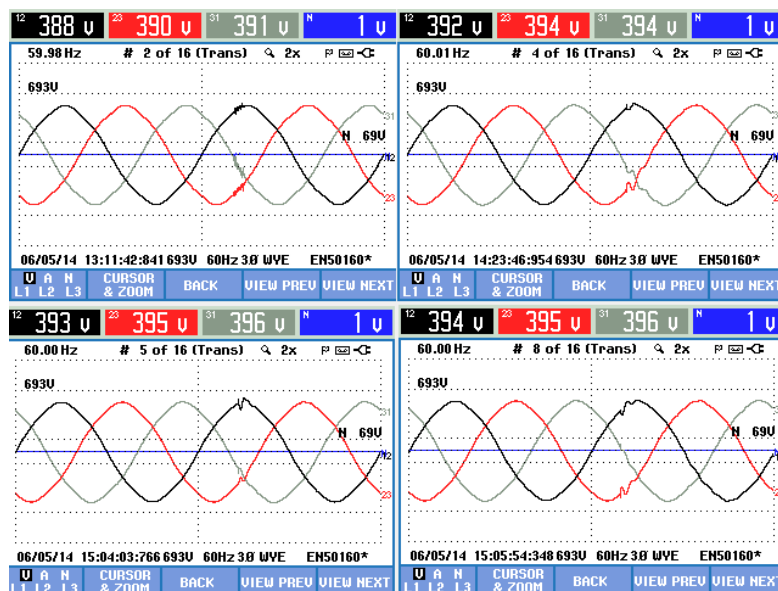 12 388 V 23 390 V 31 391 V N 1 V
59.98 Hz # 2 of 16 (Trans) 2x P
693V
31
N 69V
N2
23
06/05/14 13:11:42:841 693V 60Hz 3Ø WYE EN50160*
V A N
L1 L2 L3
CURSOR
& ZOOM
BACK
VIEW PREV
VIEW NEXT
12 392 V 23 394 V 31 394 V N 1 V
60.01 Hz # 4 of 16 (Trans) 2x P
693V
31
N 69V
06/05/14 14:23:46:954 693V 60Hz 3Ø WYE EN50160*
V A N
L1 L2 L3
CURSOR
& ZOOM
BACK
VIEW PREV
VIEW NEXT
12 393 V 23 395 V 31 396 V N 1 V
60.00 Hz # 5 of 16 (Trans) 2x P
693V
31
N 69V
N2
23
06/05/14 15:04:03:766 693V 60Hz 3Ø WYE EN50160*
V A N
L1 L2 L3
CURSOR
& ZOOM
BACK
VIEW PREV
VIEW NEXT
12 394 V 23 395 V 31 396 V N 1 V
60.00 Hz # 8 of 16 (Trans) 2x P
693V
31
N 69V
06/05/14 15:05:54:348 693V 60Hz 3Ø WYE EN50160*
V A N
L1 L2 L3
CURSOR
& ZOOM
BACK
VIEW PREV
VIEW NEXT